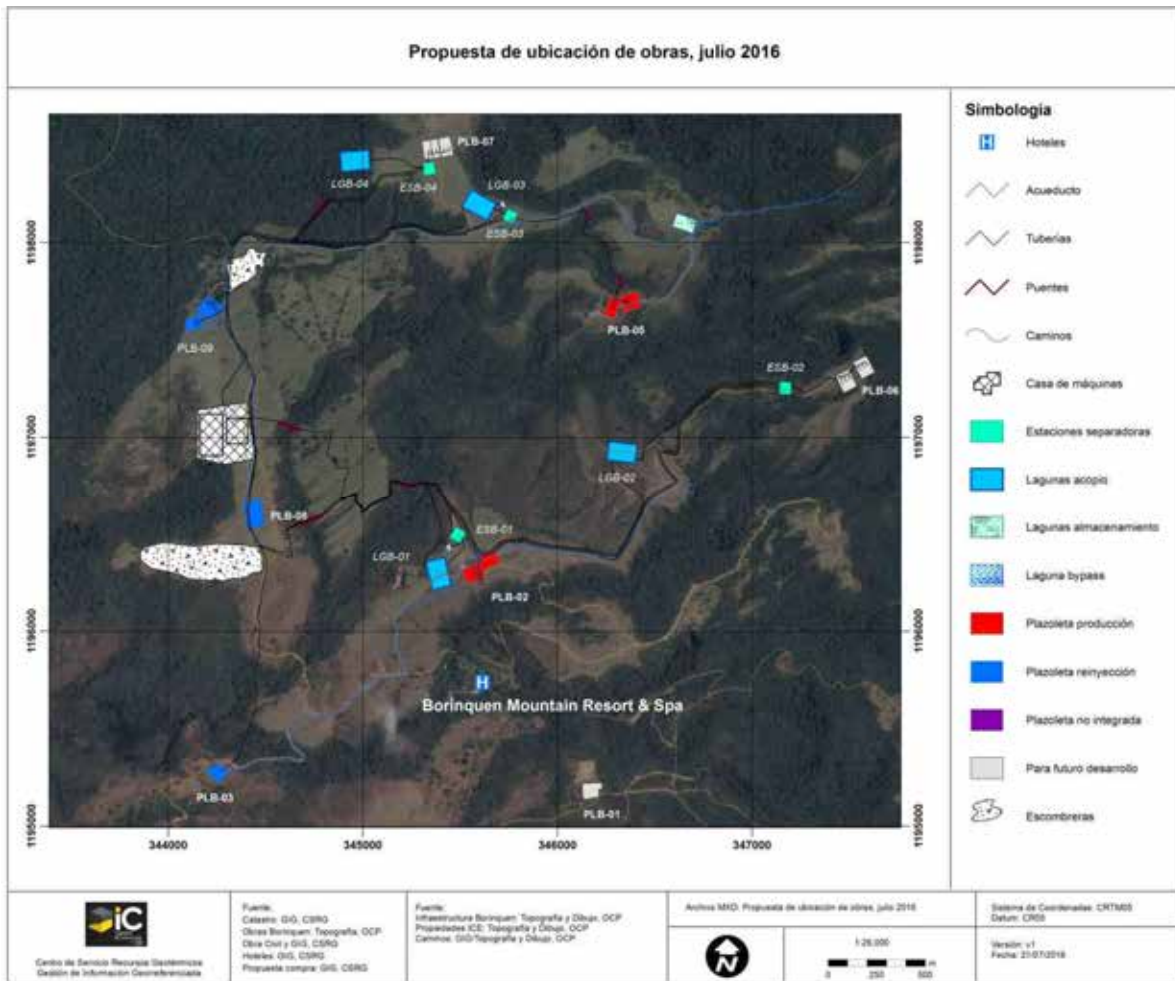 Propuesta de ubicación de obras, julio 2016
PLB-07
LGB-04
ESB-04
LGB-03
ESB-03
PLB-05
PLB-09
ESB-02
PLB-06
LGB-02
PLB-08
ESB-01
LGB-01
PLB-02
H
Borinquen Mountain Resort & Spa
PLB-03
PLB-01
1198000
1197000
1196000
1195000
1198000
1197000
1196000
1195000
344000
345000
346000
347000
Simbología
H
Hoteles
Acueducto
Tuberías
Puentes
Caminos
Casa de máquinas
Estaciones separadoras
Lagunas acopio
Lagunas almacenamiento
Laguna bypass
Plazoleta producción
Plazoleta reinyección
Plazoleta no integrada
Para futuro desarrollo
Escombreras
iC
Centro de Servicio Recursos Geotérmicos
Gestión de Información Georreferenciada
Fuente:
Catastro: GIG, CSRG
Obras Borinquen: Topografía, OCP
Obra Civil y GIG, CSRG
Hoteles: GIG, CSRG
Propuesta compra: GIG, CSRG
Fuente:
Infraestructura Borinquen: Topografía y Dibujo, OCP
Propiedades ICE: Topografía y Dibujo, OCP
Caminos: GIG/Topografía y Dibujo, OCP
Archivo MXD: Propuesta de ubicación de obras, julio 2016
N
1:25,000
0 250 500 m
Sistema de Coordenadas: CRTM05
Datum: CR05
Versión: v1
Fecha: 21/07/2016